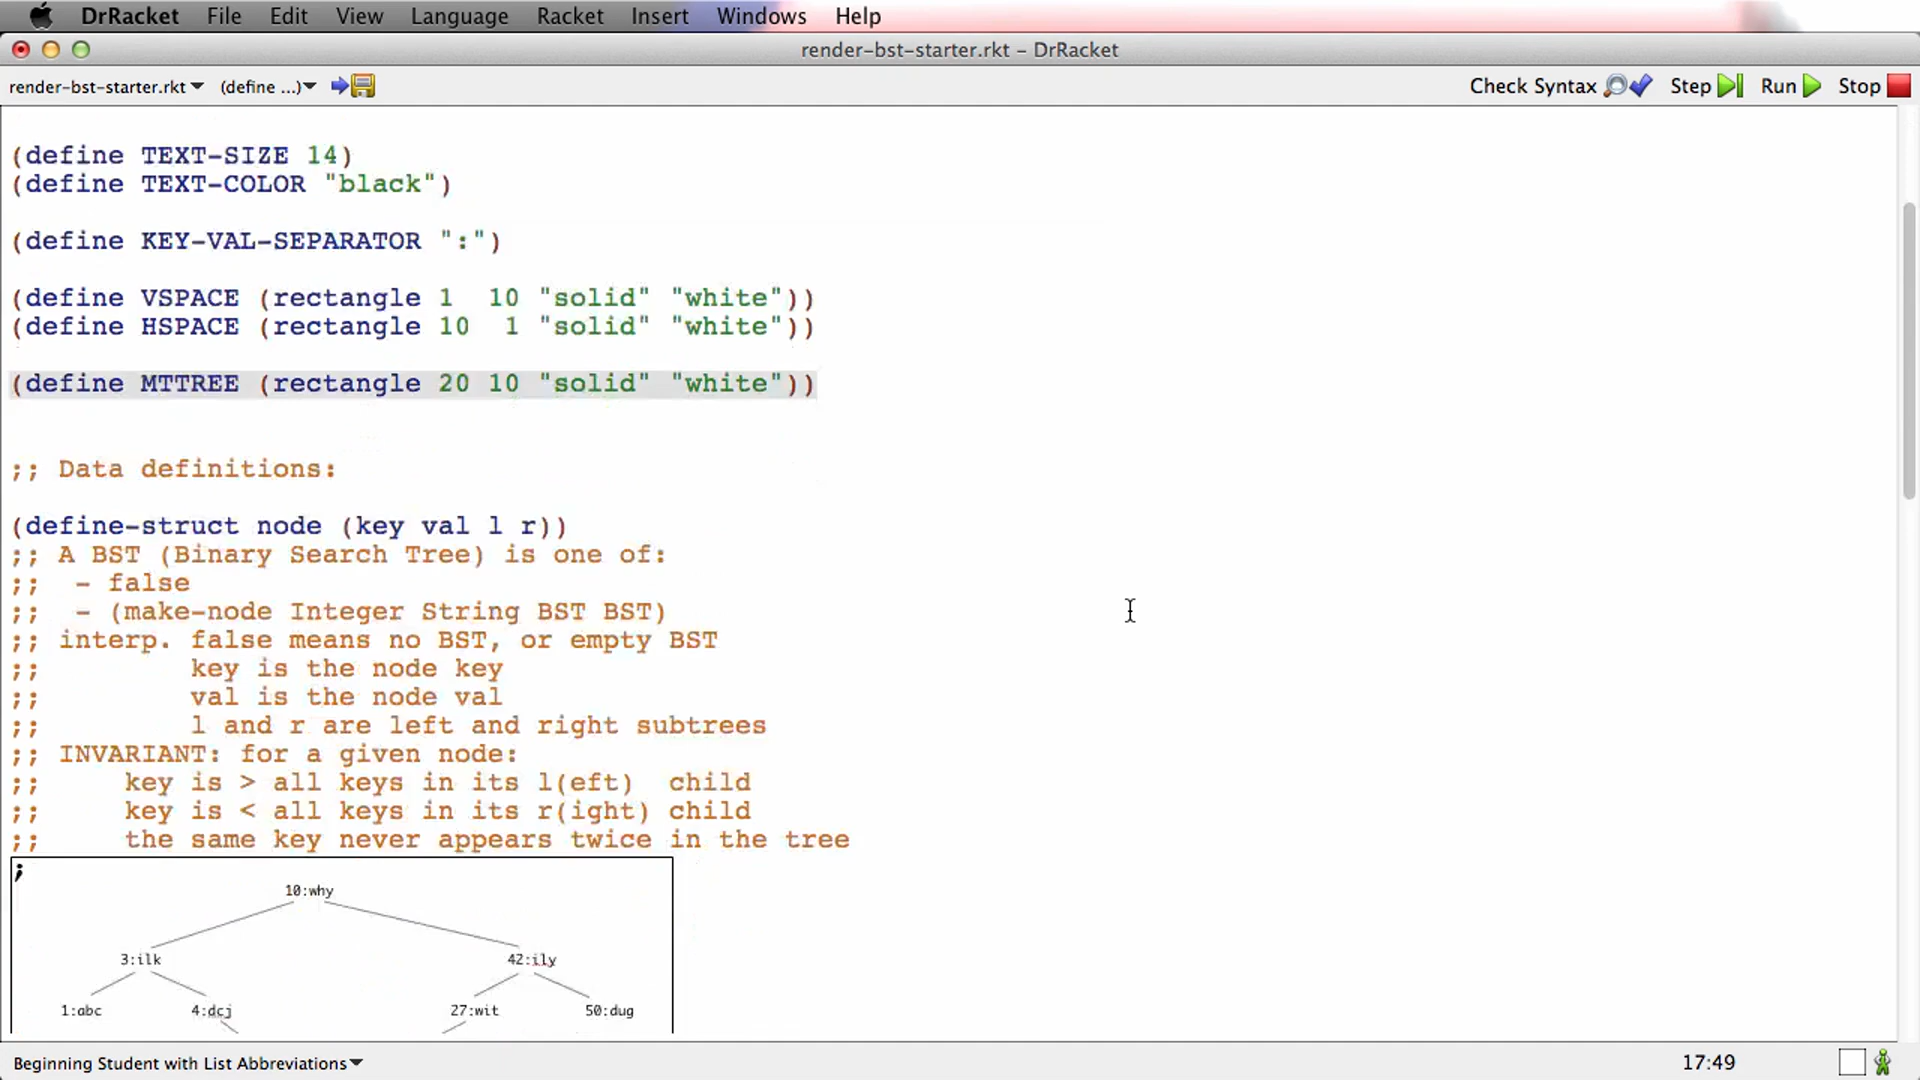 DrRacket File Edit View Language Racket Insert Windows Help
render-bst-starter.rkt - DrRacket
render-bst-starter.rkt (define ...) Check Syntax Step Run Stop
(define TEXT-SIZE 14)
(define TEXT-COLOR "black")
(define KEY-VAL-SEPARATOR ":")
(define VSPACE (rectangle 1  10 "solid" "white"))
(define HSPACE (rectangle 10  1 "solid" "white"))
(define MTTREE (rectangle 20 10 "solid" "white"))
;; Data definitions:
(define-struct node (key val l r))
;; A BST (Binary Search Tree) is one of:
;;  - false
;;  - (make-node Integer String BST BST)
;; interp. false means no BST, or empty BST
;;         key is the node key
;;         val is the node val
;;         l and r are left and right subtrees
;; INVARIANT: for a given node:
;;     key is > all keys in its l(eft)  child
;;     key is < all keys in its r(ight) child
;;     the same key never appears twice in the tree
;
10:why
3:ilk 42:ily
1:abc 4:dcj 27:wit 50:dug
Beginning Student with List Abbreviations 17:49